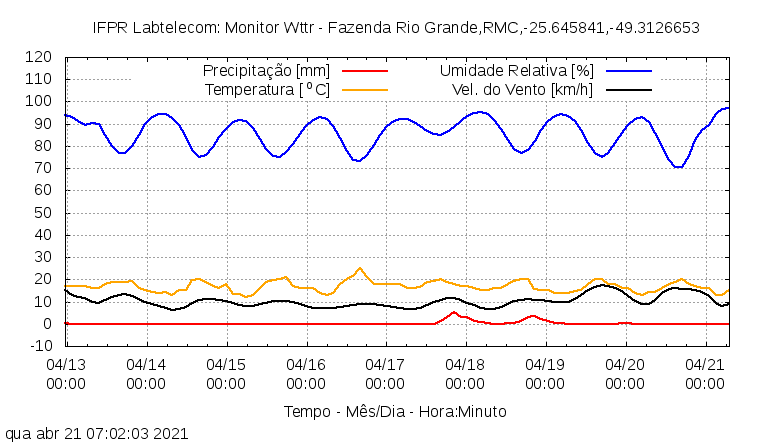 IFPR Labtelecom: Monitor Wttr - Fazenda Rio Grande,RMC,-25.645841,-49.3126653
120
110
100
90
80
70
60
50
40
30
20
10
0
-10
Precipitação [mm]
Temperatura [⁰C]
Umidade Relativa [%]
Vel. do Vento [km/h]
04/13 04/14 04/15 04/16 04/17 04/18 04/19 04/20 04/21
00:00 00:00 00:00 00:00 00:00 00:00 00:00 00:00 00:00
Tempo - Mês/Dia - Hora:Minuto
qua abr 21 07:02:03 2021